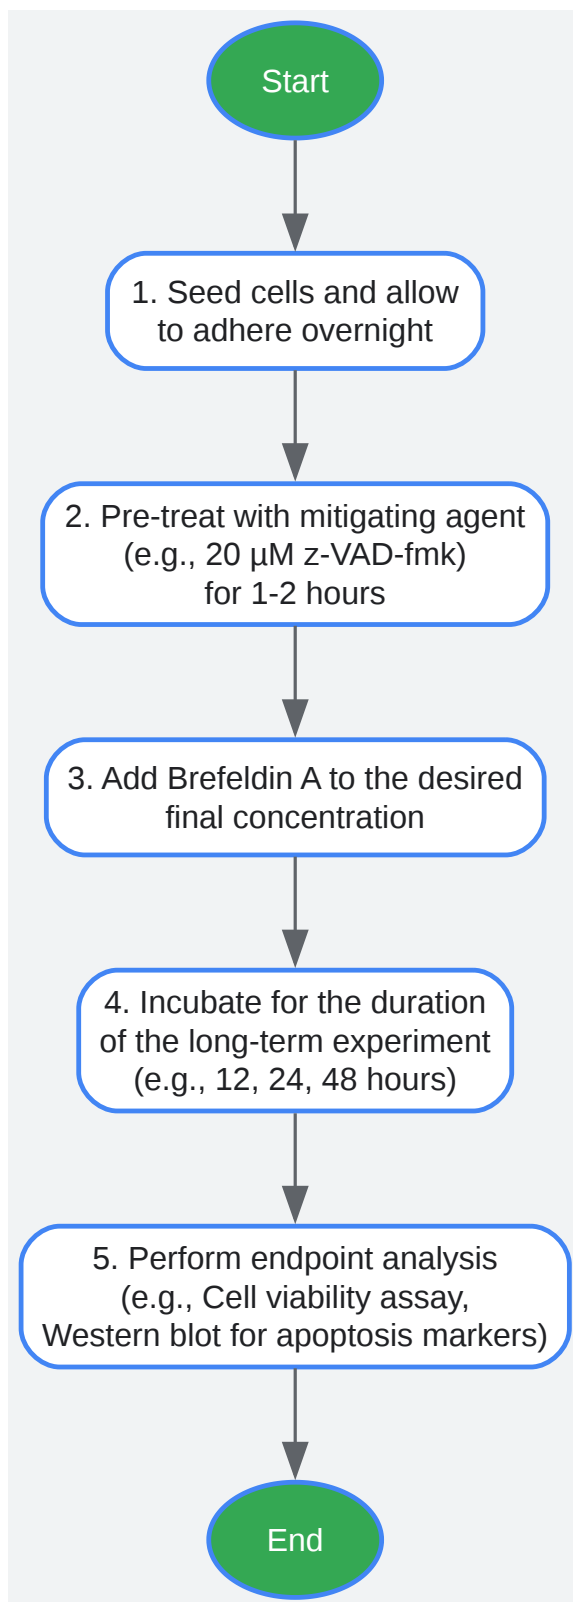 Start
1. Seed cells and allow
to adhere overnight
2. Pre-treat with mitigating agent
(e.g., 20 µM z-VAD-fmk)
for 1-2 hours
3. Add Brefeldin A to the desired
final concentration
4. Incubate for the duration
of the long-term experiment
(e.g., 12, 24, 48 hours)
5. Perform endpoint analysis
(e.g., Cell viability assay,
Western blot for apoptosis markers)
End